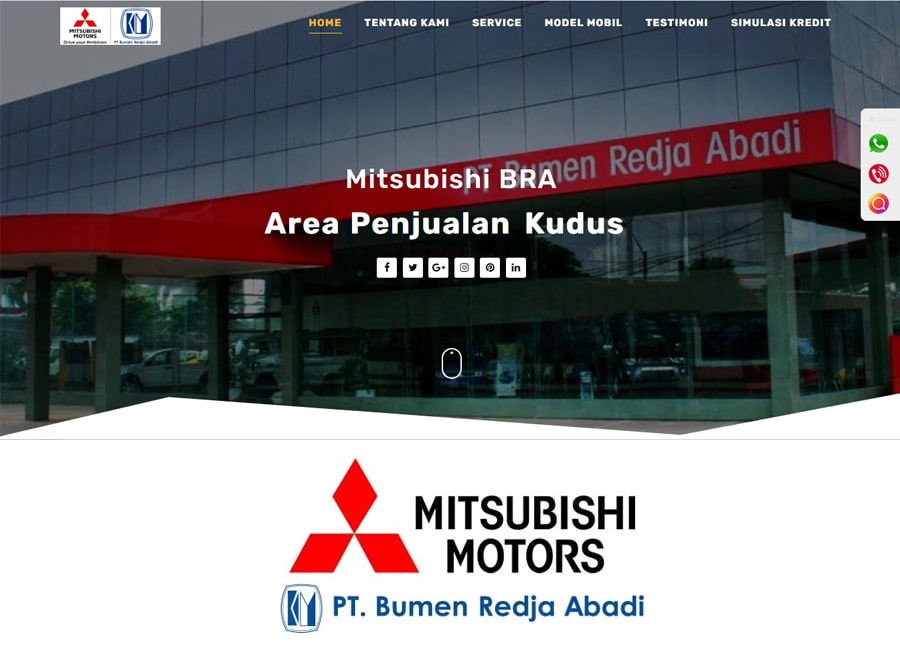 MITSUBISHI
MOTORS
Drive your Ambition
PT. Bumen Redja Abadi
HOME
TENTANG KAMI
SERVICE
MODEL MOBIL
TESTIMONI
SIMULASI KREDIT
PT. Bumen Redja Abadi
Mitsubishi BRA
Area Penjualan Kudus
MITSUBISHI
MOTORS
PT. Bumen Redja Abadi